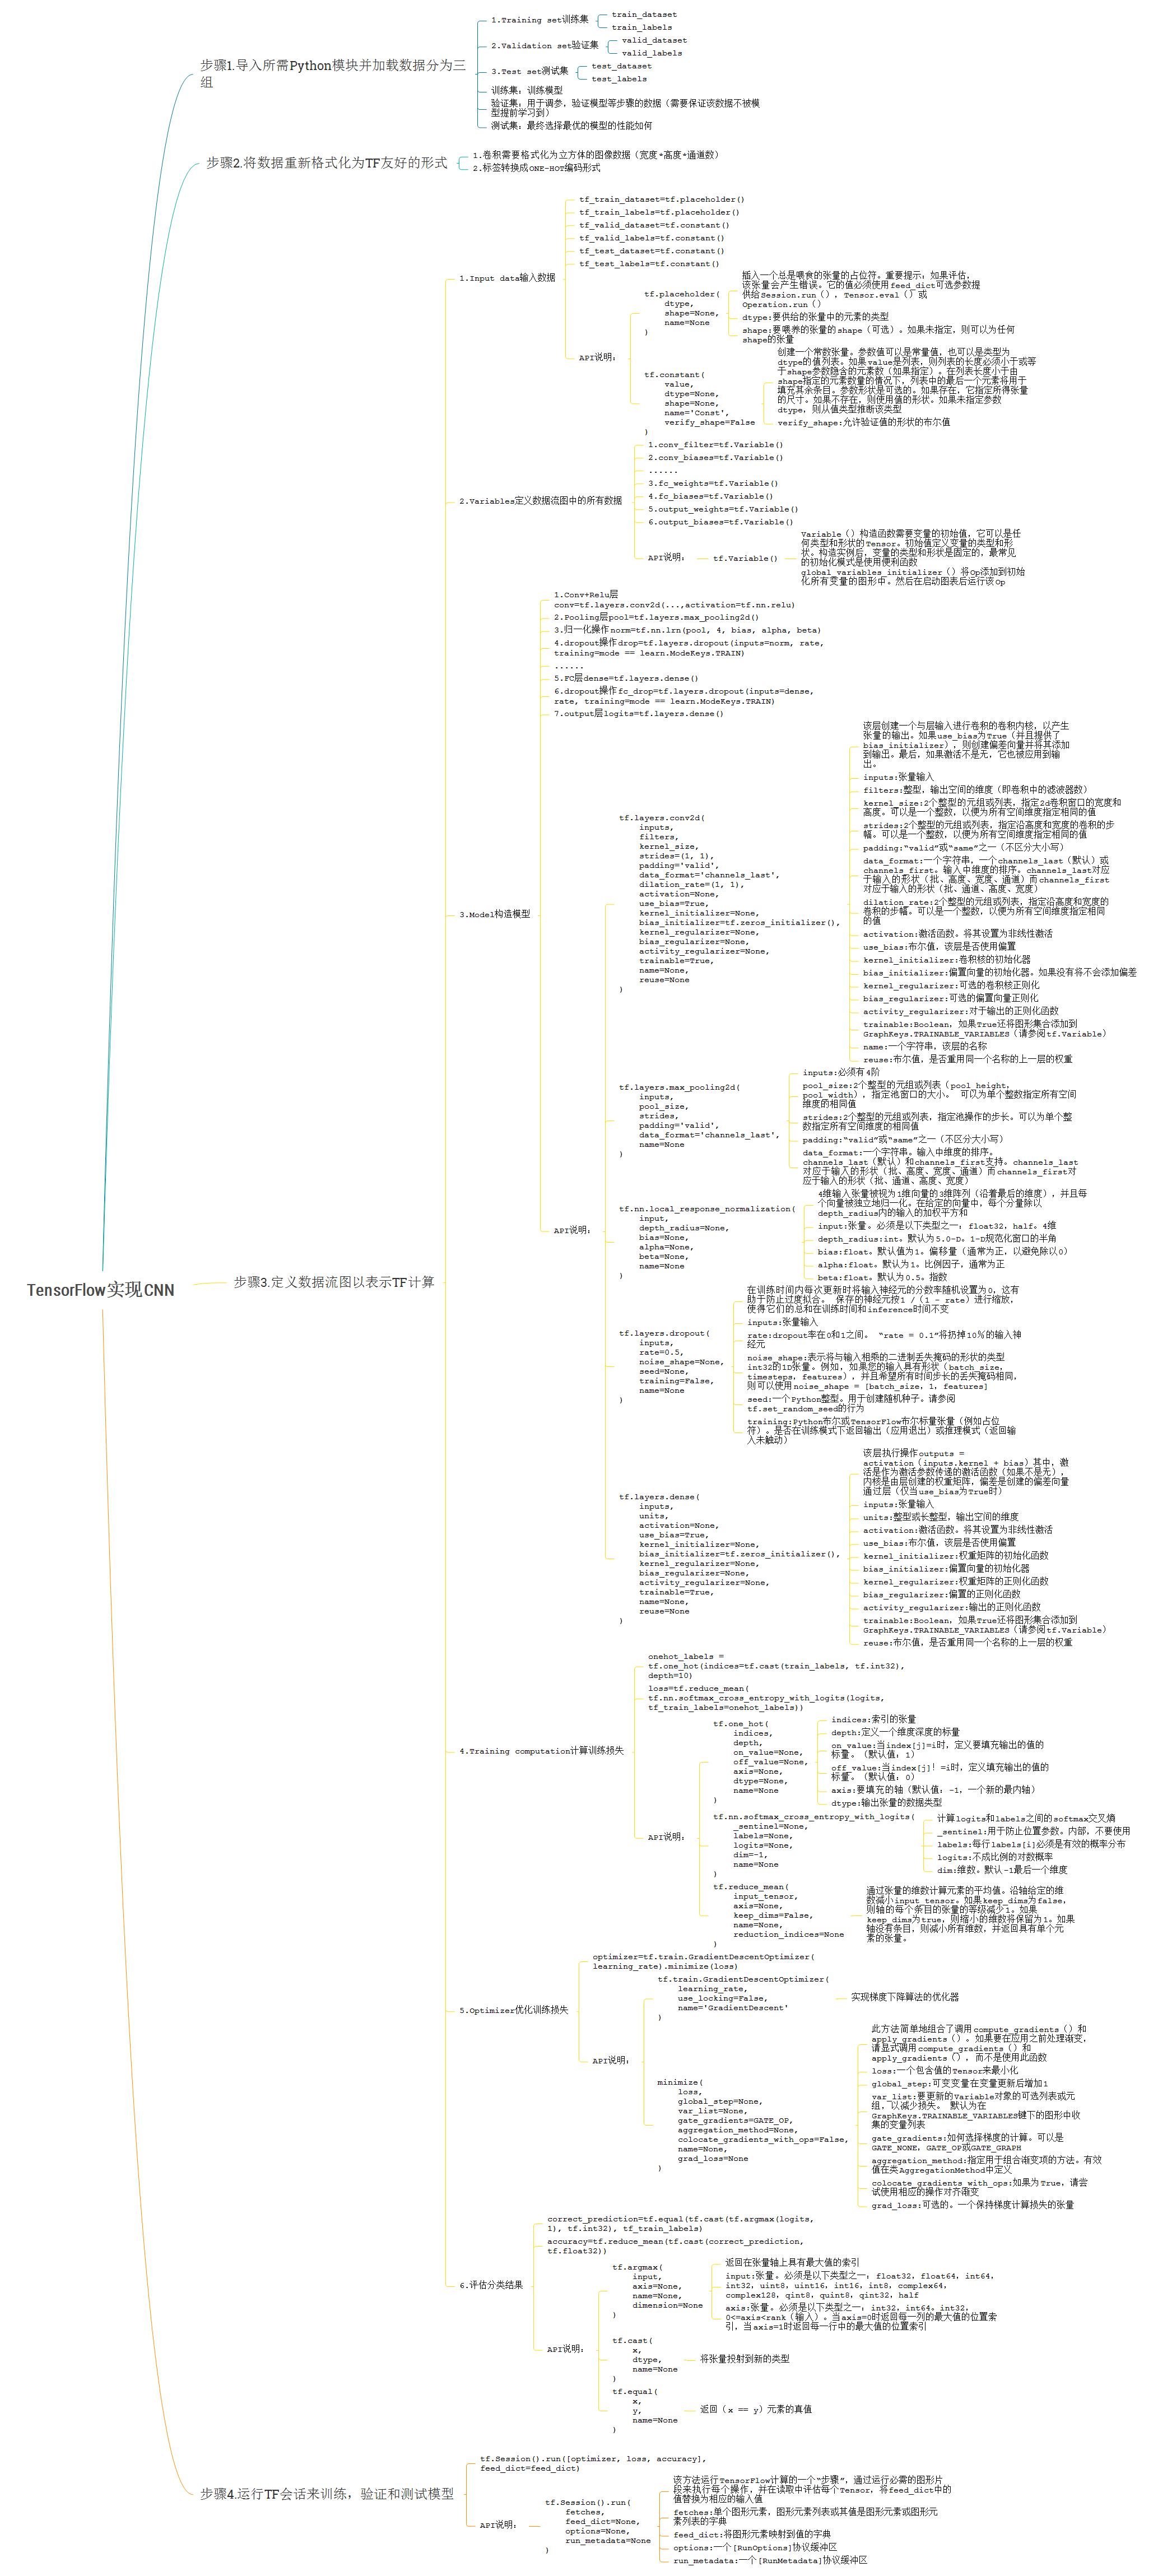 TensorFlow实现CNN
步骤1.导入所需Python模块并加载数据分为三
组
1.Training set训练集
train_dataset
train_labels
2.Validation set验证集
valid_dataset
valid_labels
3.Test set测试集
test_dataset
test_labels
训练集：训练模型
验证集：用于调参，验证模型等步骤的数据（需要保证该数据不被模
型提前学习到）
测试集：最终选择最优的模型的性能如何
步骤2.将数据重新格式化为TF友好的形式
1.卷积需要格式化为立方体的图像数据（宽度*高度*通道数）
2.标签转换成ONE-HOT编码形式
步骤3.定义数据流图以表示TF计算
1.Input data输入数据
tf_train_dataset=tf.placeholder()
tf_train_labels=tf.placeholder()
tf_valid_dataset=tf.constant()
tf_valid_labels=tf.constant()
tf_test_dataset=tf.constant()
tf_test_labels=tf.constant()
API说明：
tf.placeholder(
dtype,
shape=None,
name=None
)
插入一个总是喂食的张量的占位符。重要提示：如果评估，
该张量会产生错误。它的值必须使用feed_dict可选参数提
供给Session.run（），Tensor.eval（）或
Operation.run（）
dtype:要供给的张量中的元素的类型
shape:要喂养的张量的shape（可选）。如果未指定，则可以为任何
shape的张量
tf.constant(
value,
dtype=None,
shape=None,
name='Const',
verify_shape=False
)
创建一个常数张量。参数值可以是常量值，也可以是类型为
dtype的值列表。如果value是列表，则列表的长度必须小于或等
于shape参数隐含的元素数（如果指定）。在列表长度小于由
shape指定的元素数量的情况下，列表中的最后一个元素将用于
填充其余条目。参数形状是可选的。如果存在，它指定所得张量
的尺寸。如果不存在，则使用值的形状。如果未指定参数
dtype，则从值类型推断该类型
verify_shape:允许验证值的形状的布尔值
2.Variables定义数据流图中的所有数据
1.conv_filter=tf.Variable()
2.conv_biases=tf.Variable()
......
3.fc_weights=tf.Variable()
4.fc_biases=tf.Variable()
5.output_weights=tf.Variable()
6.output_biases=tf.Variable()
API说明：
tf.Variable()
Variable（）构造函数需要变量的初始值，它可以是任
何类型和形状的Tensor。初始值定义变量的类型和形
状。构造实例后，变量的类型和形状是固定的，最常见
的初始化模式是使用便利函数
global_variables_initializer（）将Op添加到初始
化所有变量的图形中。然后在启动图表后运行该Op
3.Model构造模型
1.Conv+Relu层
conv=tf.layers.conv2d(...,activation=tf.nn.relu)
2.Pooling层pool=tf.layers.max_pooling2d()
3.归一化操作norm=tf.nn.lrn(pool, 4, bias, alpha, beta)
4.dropout操作drop=tf.layers.dropout(inputs=norm, rate,
training=mode == learn.ModeKeys.TRAIN)
......
5.FC层dense=tf.layers.dense()
6.dropout操作fc_drop=tf.layers.dropout(inputs=dense,
rate, training=mode == learn.ModeKeys.TRAIN)
7.output层logits=tf.layers.dense()
API说明：
tf.layers.conv2d(
inputs,
filters,
kernel_size,
strides=(1, 1),
padding='valid',
data_format='channels_last',
dilation_rate=(1, 1),
activation=None,
use_bias=True,
kernel_initializer=None,
bias_initializer=tf.zeros_initializer(),
kernel_regularizer=None,
bias_regularizer=None,
activity_regularizer=None,
trainable=True,
name=None,
reuse=None
)
该层创建一个与层输入进行卷积的卷积内核，以产生
张量的输出。如果use_bias为True（并且提供了
bias_initializer），则创建偏差向量并将其添加
到输出。最后，如果激活不是无，它也被应用到输
出。
inputs:张量输入
filters:整型，输出空间的维度（即卷积中的滤波器数）
kernel_size:2个整型的元组或列表，指定2d卷积窗口的宽度和
高度。可以是一个整数，以便为所有空间维度指定相同的值
strides:2个整型的元组或列表，指定沿高度和宽度的卷积的步
幅。可以是一个整数，以便为所有空间维度指定相同的值
padding:“valid”或“same”之一（不区分大小写）
data_format:一个字符串，一个channels_last（默认）或
channels_first。输入中维度的排序。channels_last对应
于输入的形状（批、高度、宽度、通道）而channels_first
对应于输入的形状（批、通道、高度、宽度）
dilation_rate:2个整型的元组或列表，指定沿高度和宽度的
卷积的步幅。可以是一个整数，以便为所有空间维度指定相同
的值
activation:激活函数。将其设置为非线性激活
use_bias:布尔值，该层是否使用偏置
kernel_initializer:卷积核的初始化器
bias_initializer:偏置向量的初始化器。如果没有将不会添加偏差
kernel_regularizer:可选的卷积核正则化
bias_regularizer:可选的偏置向量正则化
activity_regularizer:对于输出的正则化函数
trainable:Boolean，如果True还将图形集合添加到
GraphKeys.TRAINABLE_VARIABLES（请参阅tf.Variable）
name:一个字符串，该层的名称
reuse:布尔值，是否重用同一个名称的上一层的权重
tf.layers.max_pooling2d(
inputs,
pool_size,
strides,
padding='valid',
data_format='channels_last',
name=None
)
inputs:必须有4阶
pool_size:2个整型的元组或列表（pool_height，
pool_width），指定池窗口的大小。 可以为单个整数指定所有空间
维度的相同值
strides:2个整型的元组或列表，指定池操作的步长。可以为单个整
数指定所有空间维度的相同值
padding:“valid”或“same”之一（不区分大小写）
data_format:一个字符串。输入中维度的排序。
channels_last（默认）和channels_first支持。channels_last
对应于输入的形状（批、高度、宽度、通道）而channels_first对
应于输入的形状（批、通道、高度、宽度）
tf.nn.local_response_normalization(
input,
depth_radius=None,
bias=None,
alpha=None,
beta=None,
name=None
)
4维输入张量被视为1维向量的3维阵列（沿着最后的维度），并且每
个向量被独立地归一化。在给定的向量中，每个分量除以
depth_radius内的输入的加权平方和
input:张量。必须是以下类型之一：float32，half。4维
depth_radius:int。默认为5.0-D。1-D规范化窗口的半角
bias:float。默认值为1。偏移量（通常为正，以避免除以0）
alpha:float。默认为1。比例因子，通常为正
beta:float。默认为0.5。指数
tf.layers.dropout(
inputs,
rate=0.5,
noise_shape=None,
seed=None,
training=False,
name=None
)
在训练时间内每次更新时将输入神经元的分数率随机设置为0，这有
助于防止过度拟合。 保存的神经元按1 /（1 - rate）进行缩放，
使得它们的总和在训练时间和inference时间不变
inputs:张量输入
rate:dropout率在0和1之间。 “rate = 0.1”将扔掉10％的输入神
经元
noise_shape:表示将与输入相乘的二进制丢失掩码的形状的类型
int32的1D张量。例如，如果您的输入具有形状（batch_size，
timesteps，features），并且希望所有时间步长的丢失掩码相同，
则可以使用noise_shape = [batch_size，1，features]
seed:一个Python整型。用于创建随机种子。请参阅
tf.set_random_seed的行为
training:Python布尔或TensorFlow布尔标量张量（例如占位
符）。是否在训练模式下返回输出（应用退出）或推理模式（返回输
入未触动）
tf.layers.dense(
inputs,
units,
activation=None,
use_bias=True,
kernel_initializer=None,
bias_initializer=tf.zeros_initializer(),
kernel_regularizer=None,
bias_regularizer=None,
activity_regularizer=None,
trainable=True,
name=None,
reuse=None
)
该层执行操作outputs =
activation（inputs.kernel + bias）其中，激
活是作为激活参数传递的激活函数（如果不是无），
内核是由层创建的权重矩阵，偏差是创建的偏差向量
通过层（仅当use_bias为True时）
inputs:张量输入
units:整型或长整型，输出空间的维度
activation:激活函数。将其设置为非线性激活
use_bias:布尔值，该层是否使用偏置
kernel_initializer:权重矩阵的初始化函数
bias_initializer:偏置向量的初始化器
kernel_regularizer:权重矩阵的正则化函数
bias_regularizer:偏置的正则化函数
activity_regularizer:输出的正则化函数
trainable:Boolean，如果True还将图形集合添加到
GraphKeys.TRAINABLE_VARIABLES（请参阅tf.Variable）
reuse:布尔值，是否重用同一个名称的上一层的权重
4.Training computation计算训练损失
onehot_labels =
tf.one_hot(indices=tf.cast(train_labels, tf.int32),
depth=10)
loss=tf.reduce_mean(
tf.nn.softmax_cross_entropy_with_logits(logits,
tf_train_labels=onehot_labels))
API说明：
tf.one_hot(
indices,
depth,
on_value=None,
off_value=None,
axis=None,
dtype=None,
name=None
)
indices:索引的张量
depth:定义一个维度深度的标量
on_value:当index[j]=i时，定义要填充输出的值的
标量。（默认值，1）
off_value:当index[j]！=i时，定义填充输出的值的
标量。（默认值，0）
axis:要填充的轴（默认值：-1，一个新的最内轴）
dtype:输出张量的数据类型
tf.nn.softmax_cross_entropy_with_logits(
_sentinel=None,
labels=None,
logits=None,
dim=-1,
name=None
)
计算logits和labels之间的softmax交叉熵
_sentinel:用于防止位置参数。内部，不要使用
labels:每行labels[i]必须是有效的概率分布
logits:不成比例的对数概率
dim:维数。默认-1最后一个维度
tf.reduce_mean(
input_tensor,
axis=None,
keep_dims=False,
name=None,
reduction_indices=None
)
通过张量的维数计算元素的平均值。沿轴给定的维
数减小input_tensor。如果keep_dims为false，
则轴的每个条目的张量的等级减少1。如果
keep_dims为true，则缩小的维数将保留为1。如果
轴没有条目，则减小所有维数，并返回具有单个元
素的张量。
5.Optimizer优化训练损失
optimizer=tf.train.GradientDescentOptimizer(
learning_rate).minimize(loss)
API说明：
tf.train.GradientDescentOptimizer(
learning_rate,
use_locking=False,
name='GradientDescent'
)
实现梯度下降算法的优化器
minimize(
loss,
global_step=None,
var_list=None,
gate_gradients=GATE_OP,
aggregation_method=None,
colocate_gradients_with_ops=False,
name=None,
grad_loss=None
)
此方法简单地组合了调用compute_gradients（）和
apply_gradients（）。如果要在应用之前处理渐变，
请显式调用compute_gradients（）和
apply_gradients（），而不是使用此函数
loss:一个包含值的Tensor来最小化
global_step:可变变量在变量更新后增加1
var_list:要更新的Variable对象的可选列表或元
组，以减少损失。 默认为在
GraphKeys.TRAINABLE_VARIABLES键下的图形中收
集的变量列表
gate_gradients:如何选择梯度的计算。可以是
GATE_NONE，GATE_OP或GATE_GRAPH
aggregation_method:指定用于组合渐变项的方法。有效
值在类AggregationMethod中定义
colocate_gradients_with_ops:如果为True，请尝
试使用相应的操作对齐渐变
grad_loss:可选的。一个保持梯度计算损失的张量
6.评估分类结果
correct_prediction=tf.equal(tf.cast(tf.argmax(logits,
1), tf.int32), tf_train_labels)
accuracy=tf.reduce_mean(tf.cast(correct_prediction,
tf.float32))
API说明：
tf.argmax(
input,
axis=None,
name=None,
dimension=None
)
返回在张量轴上具有最大值的索引
input:张量。必须是以下类型之一：float32，float64，int64，
int32，uint8，uint16，int16，int8，complex64，
complex128，qint8，quint8，qint32，half
axis:张量。必须是以下类型之一：int32，int64。int32，
0<=axis<rank（输入）。当axis=0时返回每一列的最大值的位置索
引，当axis=1时返回每一行中的最大值的位置索引
tf.cast(
x,
dtype,
name=None
)
将张量投射到新的类型
tf.equal(
x,
y,
name=None
)
返回（x == y）元素的真值
步骤4.运行TF会话来训练，验证和测试模型
tf.Session().run([optimizer, loss, accuracy],
feed_dict=feed_dict)
API说明：
tf.Session().run(
fetches,
feed_dict=None,
options=None,
run_metadata=None
)
该方法运行TensorFlow计算的一个“步骤”，通过运行必需的图形片
段来执行每个操作，并在读取中评估每个Tensor，将feed_dict中的
值替换为相应的输入值
fetches:单个图形元素，图形元素列表或其值是图形元素或图形元
素列表的字典
feed_dict:将图形元素映射到值的字典
options:一个[RunOptions]协议缓冲区
run_metadata:一个[RunMetadata]协议缓冲区